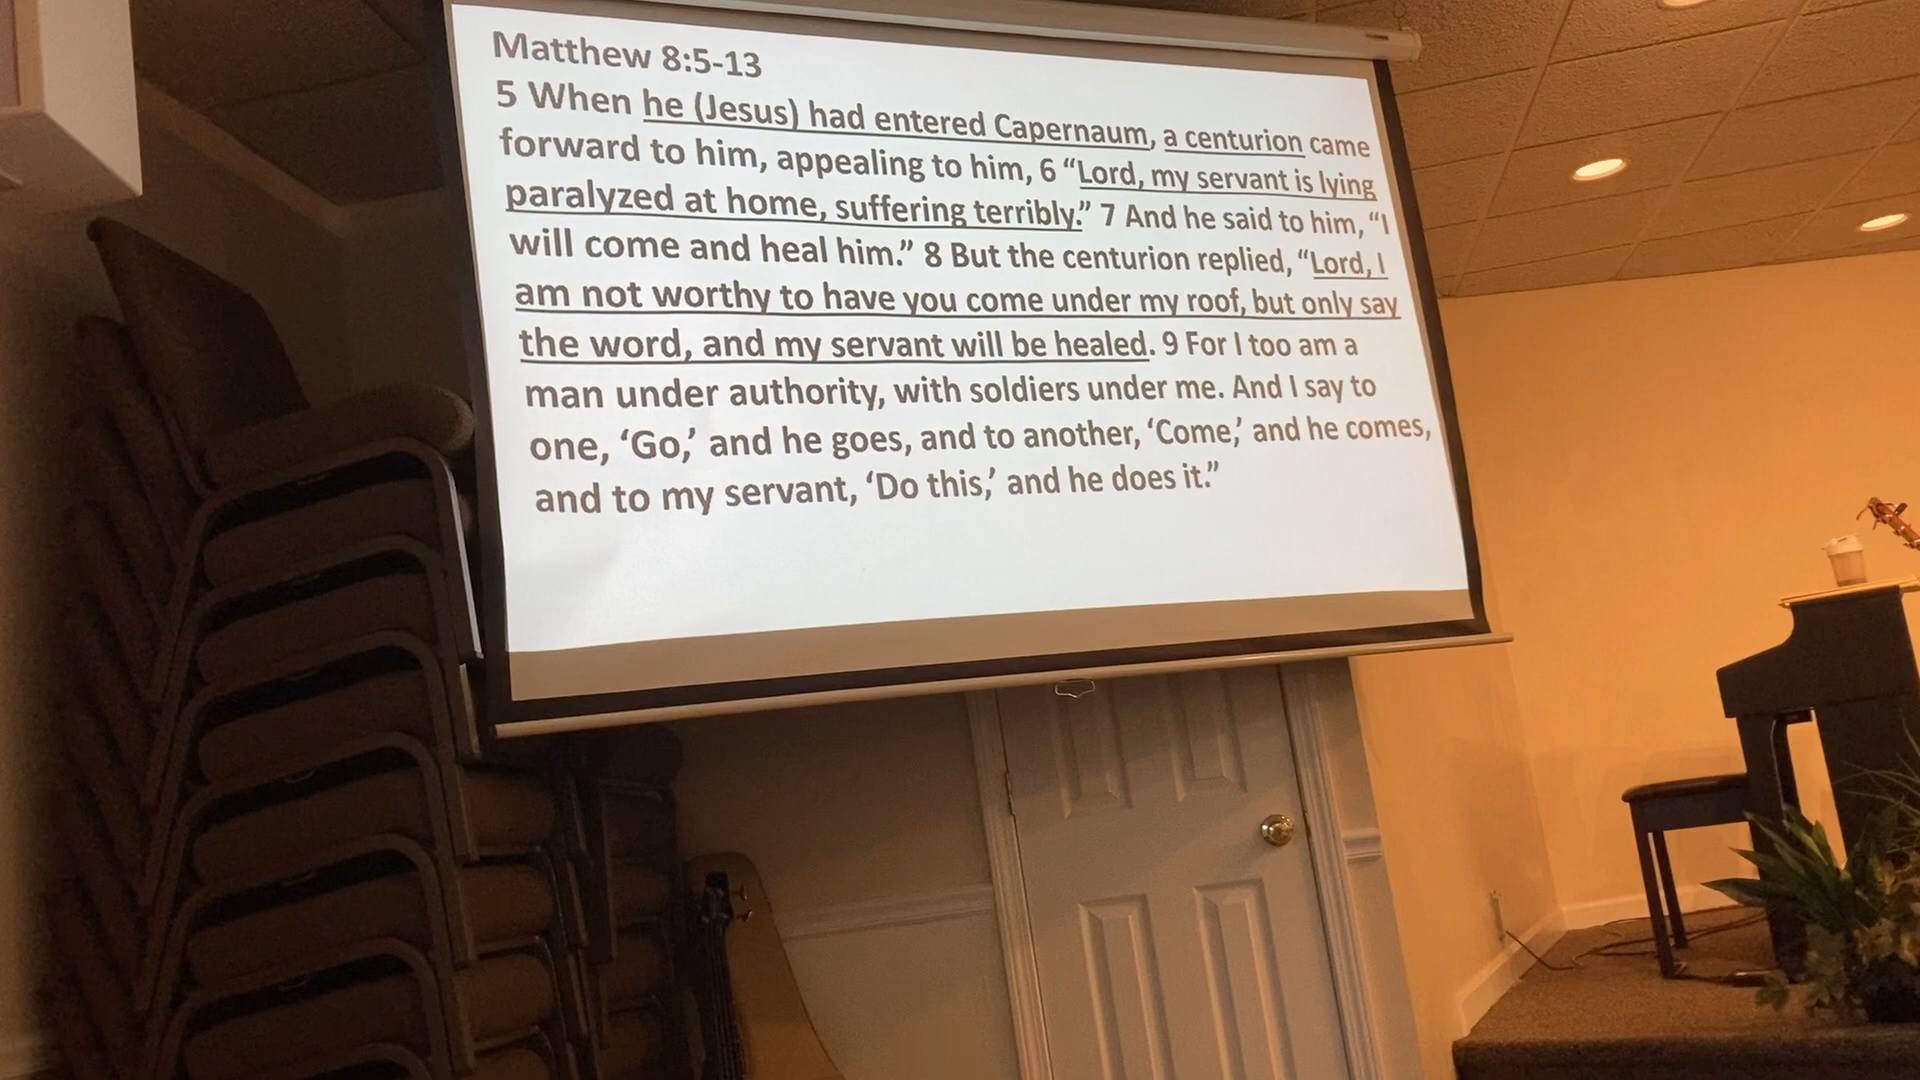 Matthew 8:5-13
5 When he (Jesus) had entered Capernaum, a centurion came
forward to him, appealing to him, 6 “Lord, my servant is lying
paralyzed at home, suffering terribly.” 7 And he said to him, “I
will come and heal him.” 8 But the centurion replied, “Lord, I
am not worthy to have you come under my roof, but only say
the word, and my servant will be healed. 9 For I too am a
man under authority, with soldiers under me. And I say to
one, ‘Go,’ and he goes, and to another, ‘Come,’ and he comes,
and to my servant, ‘Do this,’ and he does it.”